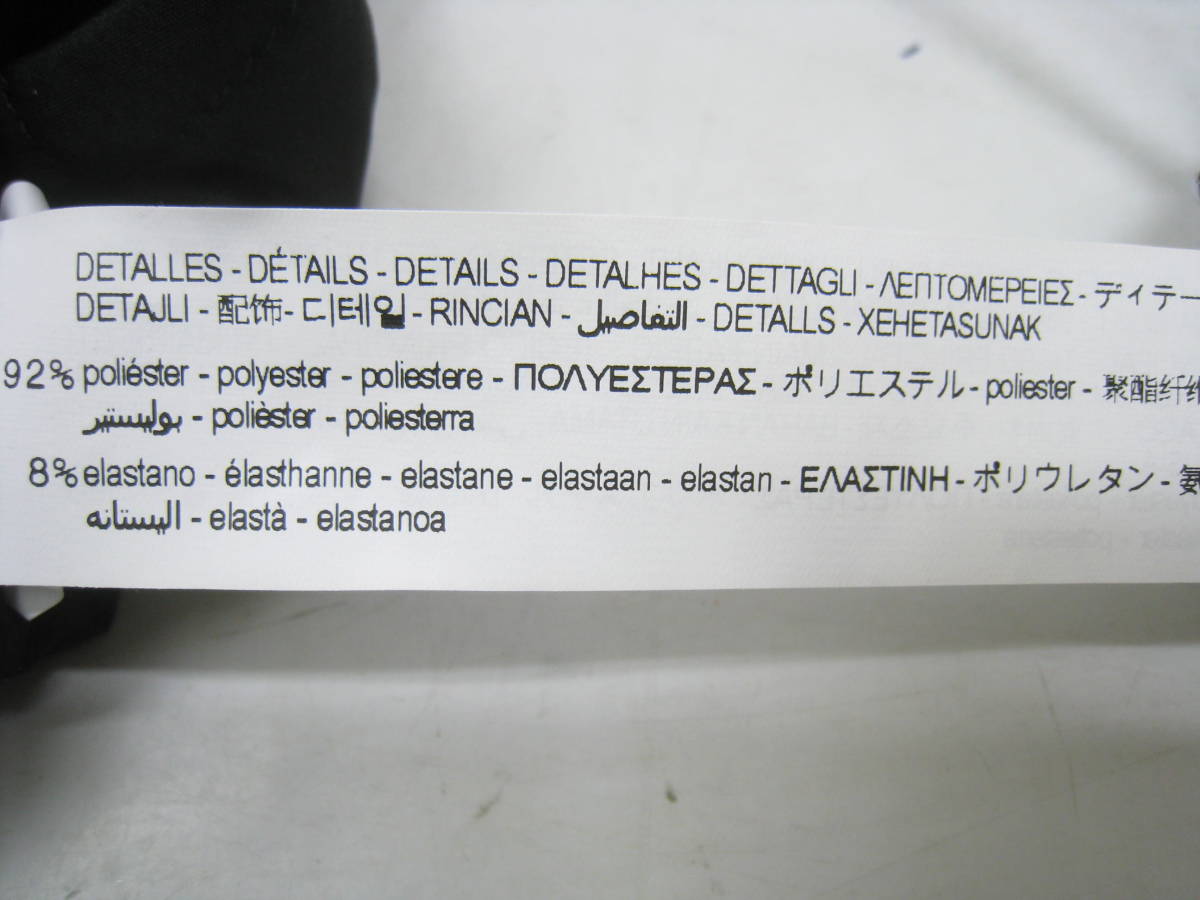 DETALLES - DÉTAILS - DETAILS - DETALHES - DETTAGLI - ΛΕΠΤΟΜΕΡΕΙΕΣ - ディテー
DETAJLI - 配饰 - 디테일 - RINCIAN - التفاصيل - DETALLS - XEHETASUNAK
92% poliéster - polyester - poliestere - ΠΟΛΥΕΣΤΕΡΑΣ - ポリエステル - poliester - 聚酯纤维
بوليستير - polièster - poliesterra
8% elastano - élasthanne - elastane - elastaan - elastan - ΕΛΑΣΤΙΝΗ - ポリウレタン - 氨
اليستانه - elastà - elastanoa